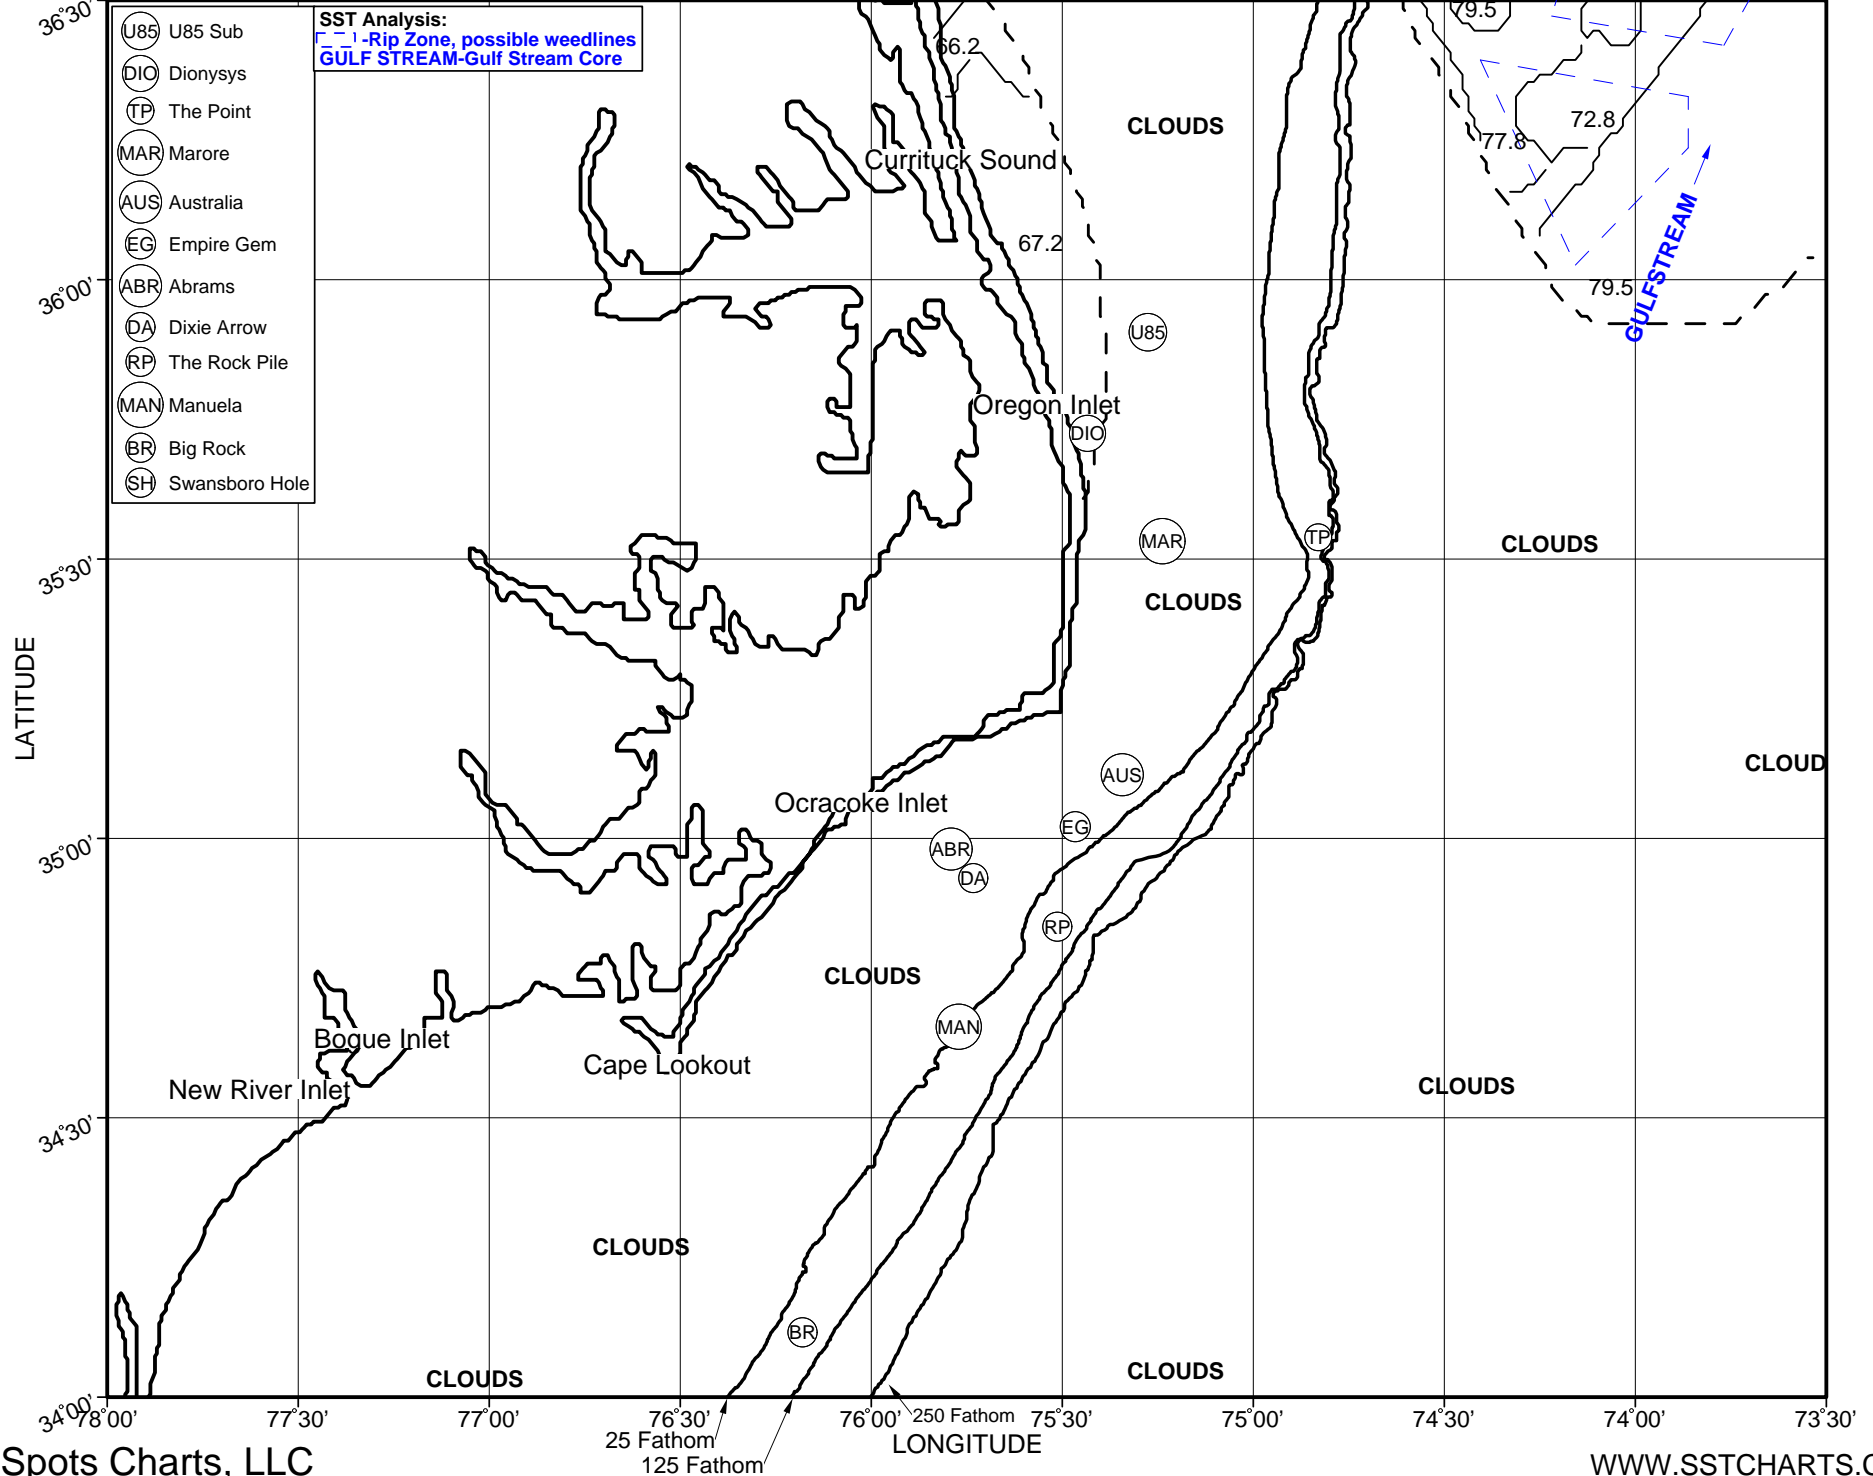 36°30'
U85 U85 Sub
DIO Dionysys
TP The Point
MAR Marore
AUS Australia
EG Empire Gem
ABR Abrams
DA Dixie Arrow
RP The Rock Pile
MAN Manuela
BR Big Rock
SH Swansboro Hole
SST Analysis:
-Rip Zone, possible weedlines
GULF STREAM-Gulf Stream Core
66.2
79.5
CLOUDS
72.8
77.8
Currituck Sound
67.2
36°00'
79.5
GULFSTREAM
U85
Oregon Inlet
DIO
TP
MAR
CLOUDS
35°30'
CLOUDS
LATITUDE
CLOUD
AUS
Ocracoke Inlet
EG
35°00'
ABR
DA
RP
CLOUDS
MAN
Bogue Inlet
Cape Lookout
New River Inlet
CLOUDS
34°30'
CLOUDS
BR
CLOUDS
CLOUDS
34°00'
78°00'
77°30'
77°00'
76°30'
76°00'
75°30'
75°00'
74°30'
74°00'
73°30'
250 Fathom
25 Fathom
LONGITUDE
125 Fathom
Spots Charts, LLC
WWW.SSTCHARTS.C